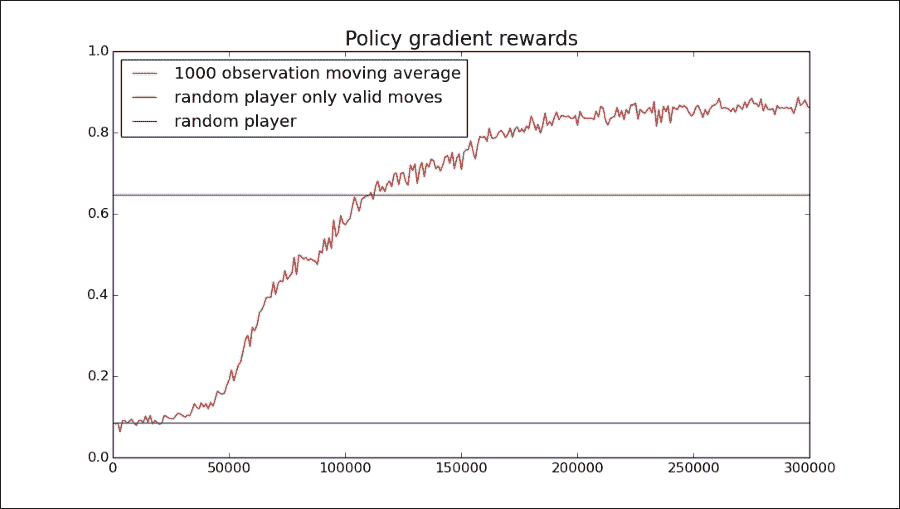 Policy gradient rewards
1.0
1000 observation moving average
random player only valid moves
random player
0.8
0.6
0.4
0.2
0.0
0 50000 100000 150000 200000 250000 300000